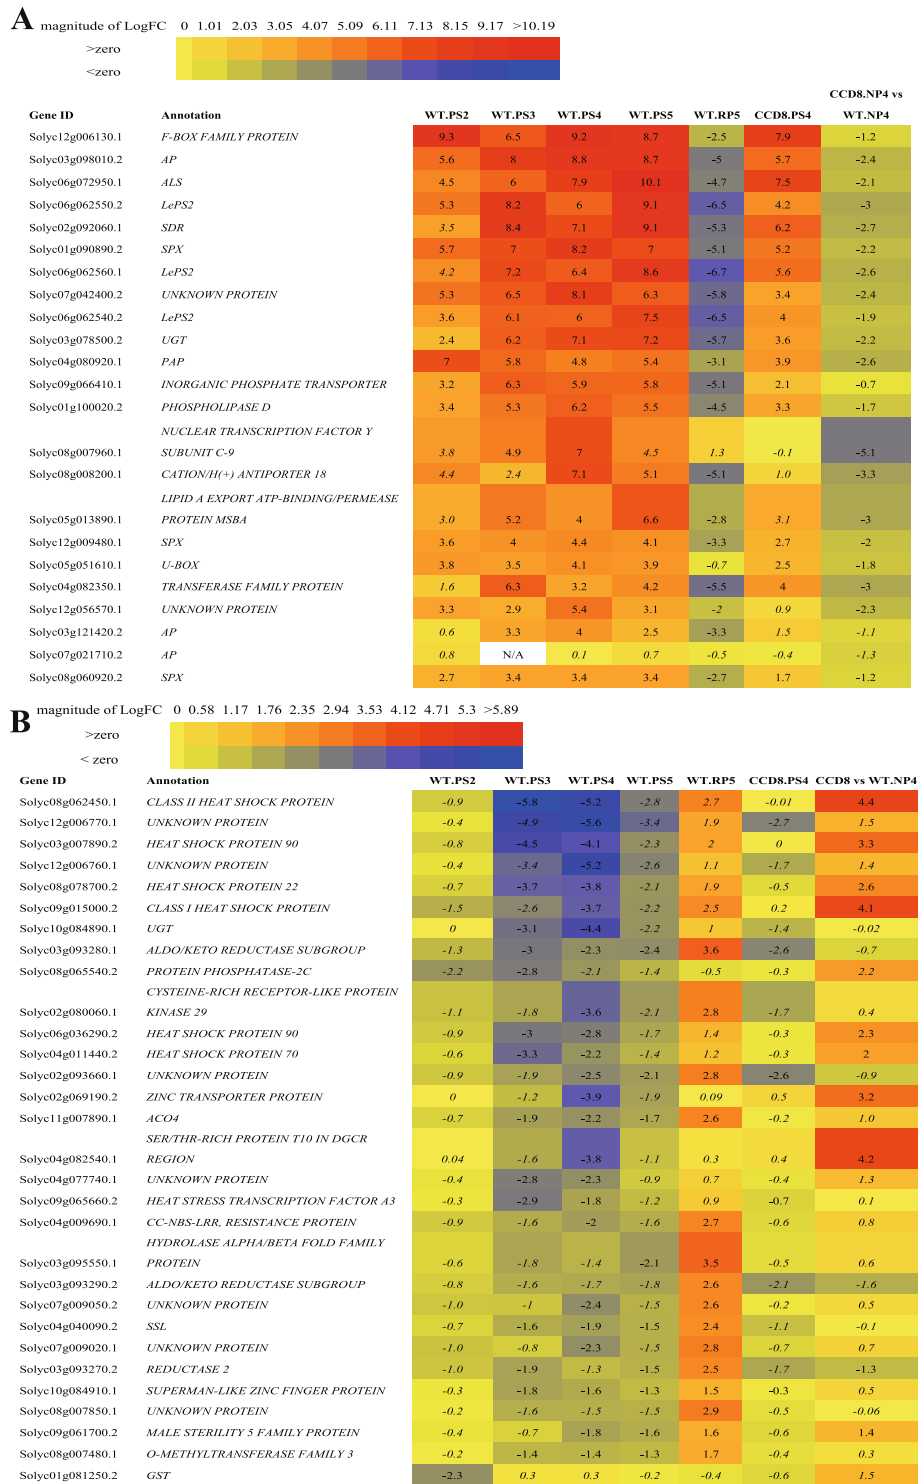 A
magnitude of LogFC 0 1.01 2.03 3.05 4.07 5.09 6.11 7.13 8.15 9.17 >10.19
>zero
<zero
CCD8.NP4 vs
Gene ID Annotation WT.PS2 WT.PS3 WT.PS4 WT.PS5 WT.RP5 CCD8.PS4 WT.NP4
Solyc12g006130.1 F-BOX FAMILY PROTEIN 9.3 6.5 9.2 8.7 -2.5 7.9 -1.2
Solyc03g098010.2 AP 5.6 8 8.8 8.7 -5 5.7 -2.4
Solyc06g072950.1 ALS 4.5 6 7.9 10.1 -4.7 7.5 -2.1
Solyc06g062550.2 LePS2 5.3 8.2 6 9.1 -6.5 4.2 -3
Solyc02g092060.1 SDR 3.5 8.4 7.1 9.1 -5.3 6.2 -2.7
Solyc01g090890.2 SPX 5.7 7 8.2 7 -5.1 5.2 -2.2
Solyc06g062560.1 LePS2 4.2 7.2 6.4 8.6 -6.7 5.6 -2.6
Solyc07g042400.2 UNKNOWN PROTEIN 5.3 6.5 8.1 6.3 -5.8 3.4 -2.4
Solyc06g062540.2 LePS2 3.6 6.1 6 7.5 -6.5 4 -1.9
Solyc03g078500.2 UGT 2.4 6.2 7.1 7.2 -5.7 3.6 -2.2
Solyc04g080920.1 PAP 7 5.8 4.8 5.4 -3.1 3.9 -2.6
Solyc09g066410.1 INORGANIC PHOSPHATE TRANSPORTER 3.2 6.3 5.9 5.8 -5.1 2.1 -0.7
Solyc01g100020.2 PHOSPHOLIPASE D 3.4 5.3 6.2 5.5 -4.5 3.3 -1.7
NUCLEAR TRANSCRIPTION FACTOR Y
Solyc08g007960.1 SUBUNIT C-9 3.8 4.9 7 4.5 1.3 -0.1 -5.1
Solyc08g008200.1 CATION/H(+) ANTIPORTER 18 4.4 2.4 7.1 5.1 -5.1 1.0 -3.3
LIPID A EXPORT ATP-BINDING/PERMEASE
Solyc05g013890.1 PROTEIN MSBA 3.0 5.2 4 6.6 -2.8 3.1 -3
Solyc12g009480.1 SPX 3.6 4 4.4 4.1 -3.3 2.7 -2
Solyc05g051610.1 U-BOX 3.8 3.5 4.1 3.9 -0.7 2.5 -1.8
Solyc04g082350.1 TRANSFERASE FAMILY PROTEIN 1.6 6.3 3.2 4.2 -5.5 4 -3
Solyc12g056570.1 UNKNOWN PROTEIN 3.3 2.9 5.4 3.1 -2 0.9 -2.3
Solyc03g121420.2 AP 0.6 3.3 4 2.5 -3.3 1.5 -1.1
Solyc07g021710.2 AP 0.8 N/A 0.1 0.7 -0.5 -0.4 -1.3
Solyc08g060920.2 SPX 2.7 3.4 3.4 3.4 -2.7 1.7 -1.2
B
magnitude of LogFC 0 0.58 1.17 1.76 2.35 2.94 3.53 4.12 4.71 5.3 >5.89
>zero
< zero
Gene ID Annotation WT.PS2 WT.PS3 WT.PS4 WT.PS5 WT.RP5 CCD8.PS4 CCD8 vs WT.NP4
Solyc08g062450.1 CLASS II HEAT SHOCK PROTEIN -0.9 -5.8 -5.2 -2.8 2.7 -0.01 4.4
Solyc12g006770.1 UNKNOWN PROTEIN -0.4 -4.9 -5.6 -3.4 1.9 -2.7 1.5
Solyc03g007890.2 HEAT SHOCK PROTEIN 90 -0.8 -4.5 -4.1 -2.3 2 0 3.3
Solyc12g006760.1 UNKNOWN PROTEIN -0.4 -3.4 -5.2 -2.6 1.1 -1.7 1.4
Solyc08g078700.2 HEAT SHOCK PROTEIN 22 -0.7 -3.7 -3.8 -2.1 1.9 -0.5 2.6
Solyc09g015000.2 CLASS I HEAT SHOCK PROTEIN -1.5 -2.6 -3.7 -2.2 2.5 0.2 4.1
Solyc10g084890.1 UGT 0 -3.1 -4.4 -2.2 1 -1.4 -0.02
Solyc03g093280.1 ALDO/KETO REDUCTASE SUBGROUP -1.3 -3 -2.3 -2.4 3.6 -2.6 -0.7
Solyc08g065540.2 PROTEIN PHOSPHATASE-2C -2.2 -2.8 -2.1 -1.4 -0.5 -0.3 2.2
CYSTEINE-RICH RECEPTOR-LIKE PROTEIN
Solyc02g080060.1 KINASE 29 -1.1 -1.8 -3.6 -2.1 2.8 -1.7 0.4
Solyc06g036290.2 HEAT SHOCK PROTEIN 90 -0.9 -3 -2.8 -1.7 1.4 -0.3 2.3
Solyc04g011440.2 HEAT SHOCK PROTEIN 70 -0.6 -3.3 -2.2 -1.4 1.2 -0.3 2
Solyc02g093660.1 UNKNOWN PROTEIN -0.9 -1.9 -2.5 -2.1 2.8 -2.6 -0.9
Solyc02g069190.2 ZINC TRANSPORTER PROTEIN 0 -1.2 -3.9 -1.9 0.09 0.5 3.2
Solyc11g007890.1 ACO4 -0.7 -1.9 -2.2 -1.7 2.6 -0.2 1.0
SER/THR-RICH PROTEIN T10 IN DGCR
Solyc04g082540.1 REGION 0.04 -1.6 -3.8 -1.1 0.3 0.4 4.2
Solyc04g077740.1 UNKNOWN PROTEIN -0.4 -2.8 -2.3 -0.9 0.7 -0.4 1.3
Solyc09g065660.2 HEAT STRESS TRANSCRIPTION FACTOR A3 -0.3 -2.9 -1.8 -1.2 0.9 -0.7 0.1
Solyc04g009690.1 CC-NBS-LRR, RESISTANCE PROTEIN -0.9 -1.6 -2 -1.6 2.7 -0.6 0.8
HYDROLASE ALPHA/BETA FOLD FAMILY
Solyc03g095550.1 PROTEIN -0.6 -1.8 -1.4 -2.1 3.5 -0.5 0.6
Solyc03g093290.2 ALDO/KETO REDUCTASE SUBGROUP -0.8 -1.6 -1.7 -1.8 2.6 -2.1 -1.6
Solyc07g009050.2 UNKNOWN PROTEIN -1.0 -1 -2.4 -1.5 2.6 -0.2 0.5
Solyc04g040090.2 SSL -0.7 -1.6 -1.9 -1.5 2.4 -1.1 -0.1
Solyc07g009020.1 UNKNOWN PROTEIN -1.0 -0.8 -2.3 -1.5 2.8 -0.7 0.7
Solyc03g093270.2 REDUCTASE 2 -1.0 -1.9 -1.3 -1.5 2.5 -1.7 -1.3
Solyc10g084910.1 SUPERMAN-LIKE ZINC FINGER PROTEIN -0.3 -1.8 -1.6 -1.3 1.5 -0.3 0.5
Solyc08g007850.1 UNKNOWN PROTEIN -0.2 -1.6 -1.5 -1.5 2.9 -0.5 -0.06
Solyc09g061700.2 MALE STERILITY 5 FAMILY PROTEIN -0.4 -0.7 -1.8 -1.6 1.6 -0.6 1.4
Solyc08g007480.1 O-METHYLTRANSFERASE FAMILY 3 -0.2 -1.4 -1.4 -1.3 1.7 -0.4 0.3
Solyc01g081250.2 GST -2.3 0.3 0.3 -0.2 -0.4 -0.6 1.5